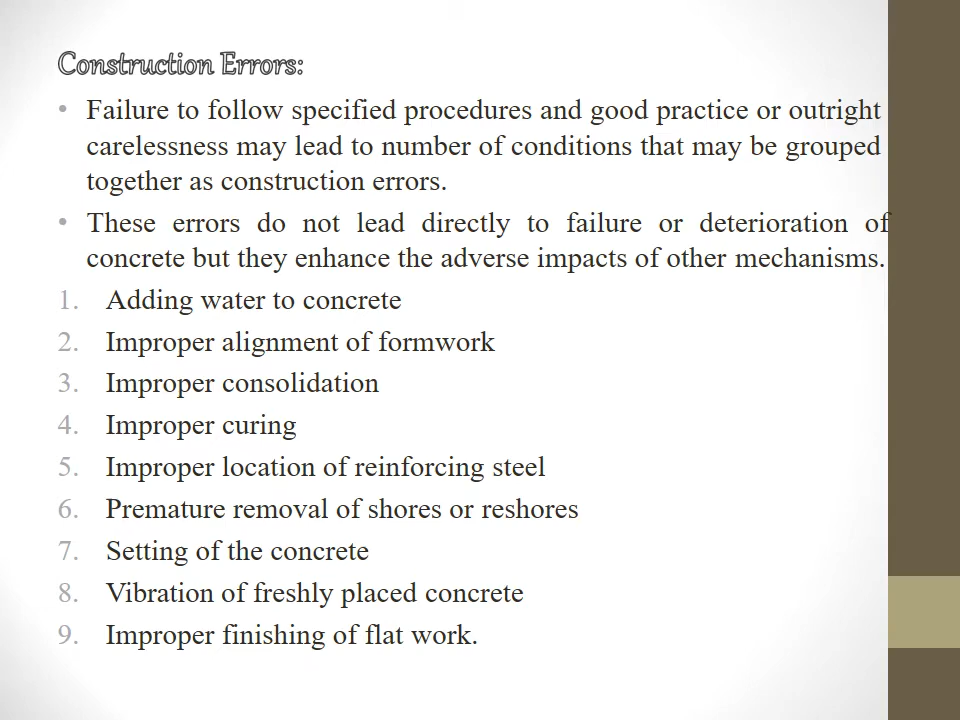 Construction Errors:
• Failure to follow specified procedures and good practice or outright
carelessness may lead to number of conditions that may be grouped
together as construction errors.
• These errors do not lead directly to failure or deterioration of
concrete but they enhance the adverse impacts of other mechanisms.
1. Adding water to concrete
2. Improper alignment of formwork
3. Improper consolidation
4. Improper curing
5. Improper location of reinforcing steel
6. Premature removal of shores or reshores
7. Setting of the concrete
8. Vibration of freshly placed concrete
9. Improper finishing of flat work.